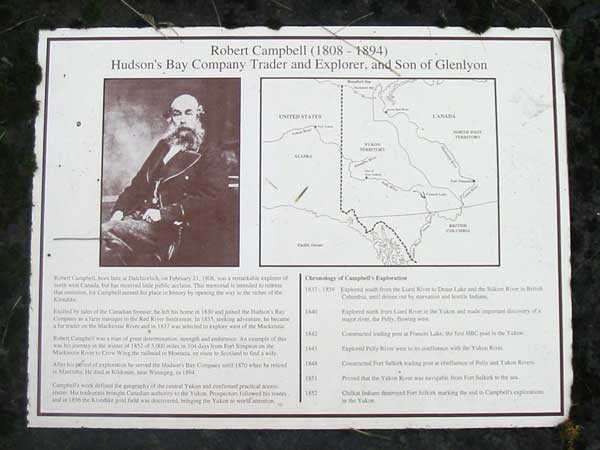 Robert Campbell (1808 - 1894)
Hudson's Bay Company Trader and Explorer, and Son of Glenlyon
UNITED STATES
CANADA
NORTH WEST
TERRITORY
YUKON
TERRITORY
ALASKA
BRITISH
COLUMBIA
Pacific Ocean
Robert Campbell, born here at Dalchiorlich, on February 21, 1808, was a remarkable explorer of
north west Canada, but has received little public acclaim. This memorial is intended to redress
that omission, for Campbell earned his place in history by opening the way to the riches of the
Klondike.
Excited by tales of the Canadian frontier, he left his home in 1830 and joined the Hudson's Bay
Company as a farm manager in the Red River Settlement. In 1835, seeking adventure, he became
a fur trader on the Mackenzie River and in 1837 was selected to explore west of the Mackenzie.
Robert Campbell was a man of great determination, strength and endurance. An example of this
was his journey in the winter of 1852 of 3,000 miles in 104 days from Fort Simpson on the
Mackenzie River to Crow Wing, the railhead in Montana, en route to Scotland to find a wife.
After his period of exploration he served the Hudson's Bay Company until 1870 when he retired
in Manitoba. He died at Kildonan, near Winnipeg, in 1894.
Campbell's work defined the geography of the central Yukon and confirmed practical access
routes. His tradeposts brought Canadian authority to the Yukon. Prospectors followed his routes
and in 1896 the Klondike gold field was discovered, bringing the Yukon to world attention.
Chronology of Campbell's Exploration
1837 - 1839 Explored south from the Liard River to Dease Lake and the Stikine River in British
Columbia, until driven out by starvation and hostile Indians.
1840 Explored north from Liard River to the Yukon and made important discovery of a
major river, the Pelly, flowing west.
1842 Constructed trading post at Frances Lake, the first HBC post in the Yukon.
1843 Explored Pelly River west to its confluence with the Yukon River.
1848 Constructed Fort Selkirk trading post at confluence of Pelly and Yukon Rivers.
1851 Proved that the Yukon River was navigable from Fort Selkirk to the sea.
1852 Chilkat Indians destroyed Fort Selkirk marking the end to Campbell's explorations
in the Yukon.